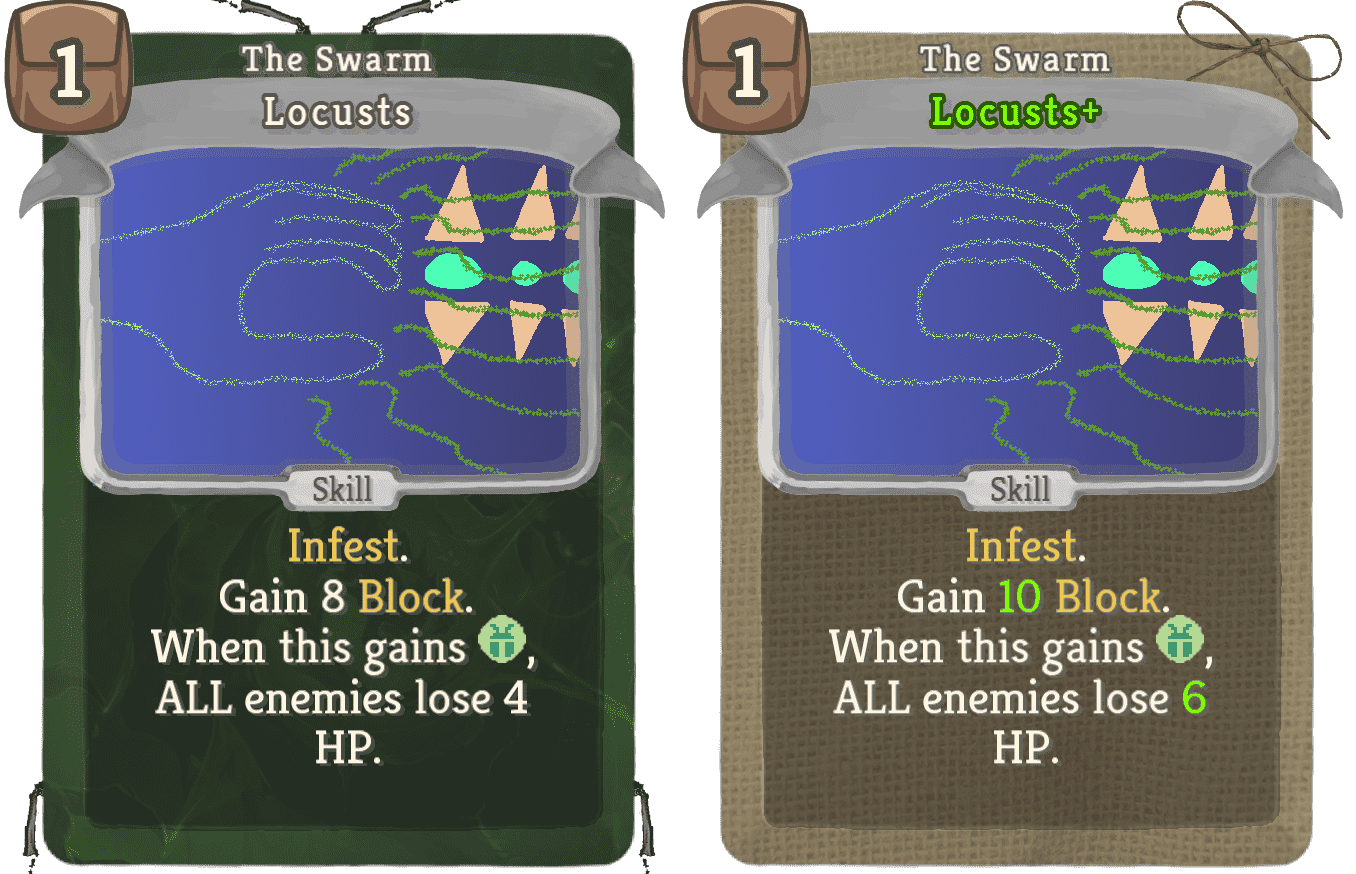 1
The Swarm
Locusts
Skill
Infest.
Gain 8 Block.
When this gains ,
ALL enemies lose 4
HP.
1
The Swarm
Locusts+
Skill
Infest.
Gain 10 Block.
When this gains ,
ALL enemies lose 6
HP.